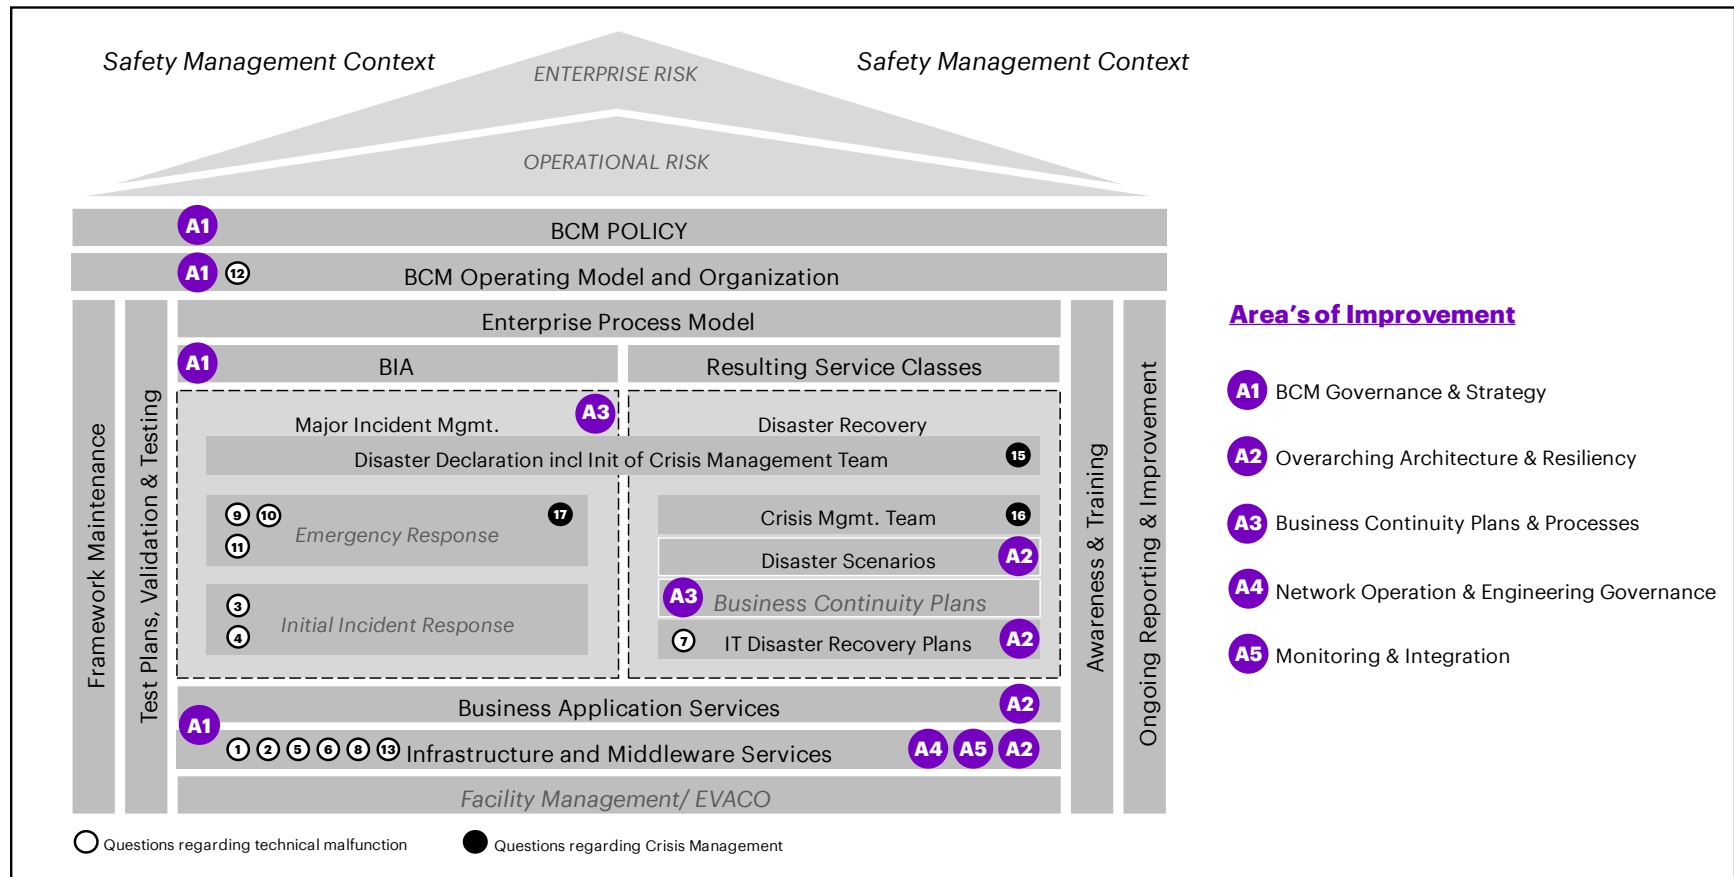 Safety Management Context
Safety Management Context
ENTERPRISE RISK
OPERATIONAL RISK
A1
BCM POLICY
A1 12
BCM Operating Model and Organization
Framework Maintenance
Test Plans, Validation & Testing
Enterprise Process Model
A1
BIA
Resulting Service Classes
Major Incident Mgmt.
A3
Disaster Recovery
Disaster Declaration incl Init of Crisis Management Team
15
9 10
17
11
Emergency Response
Crisis Mgmt. Team
16
Disaster Scenarios
A2
A3
Business Continuity Plans
3
4
Initial Incident Response
7
IT Disaster Recovery Plans
A2
A1
Business Application Services
A2
1 2 5 6 8 13
Infrastructure and Middleware Services
A4 A5 A2
Facility Management/ EVACO
Awareness & Training
Ongoing Reporting & Improvement
Area’s of Improvement
A1 BCM Governance & Strategy
A2 Overarching Architecture & Resiliency
A3 Business Continuity Plans & Processes
A4 Network Operation & Engineering Governance
A5 Monitoring & Integration
Questions regarding technical malfunction
Questions regarding Crisis Management